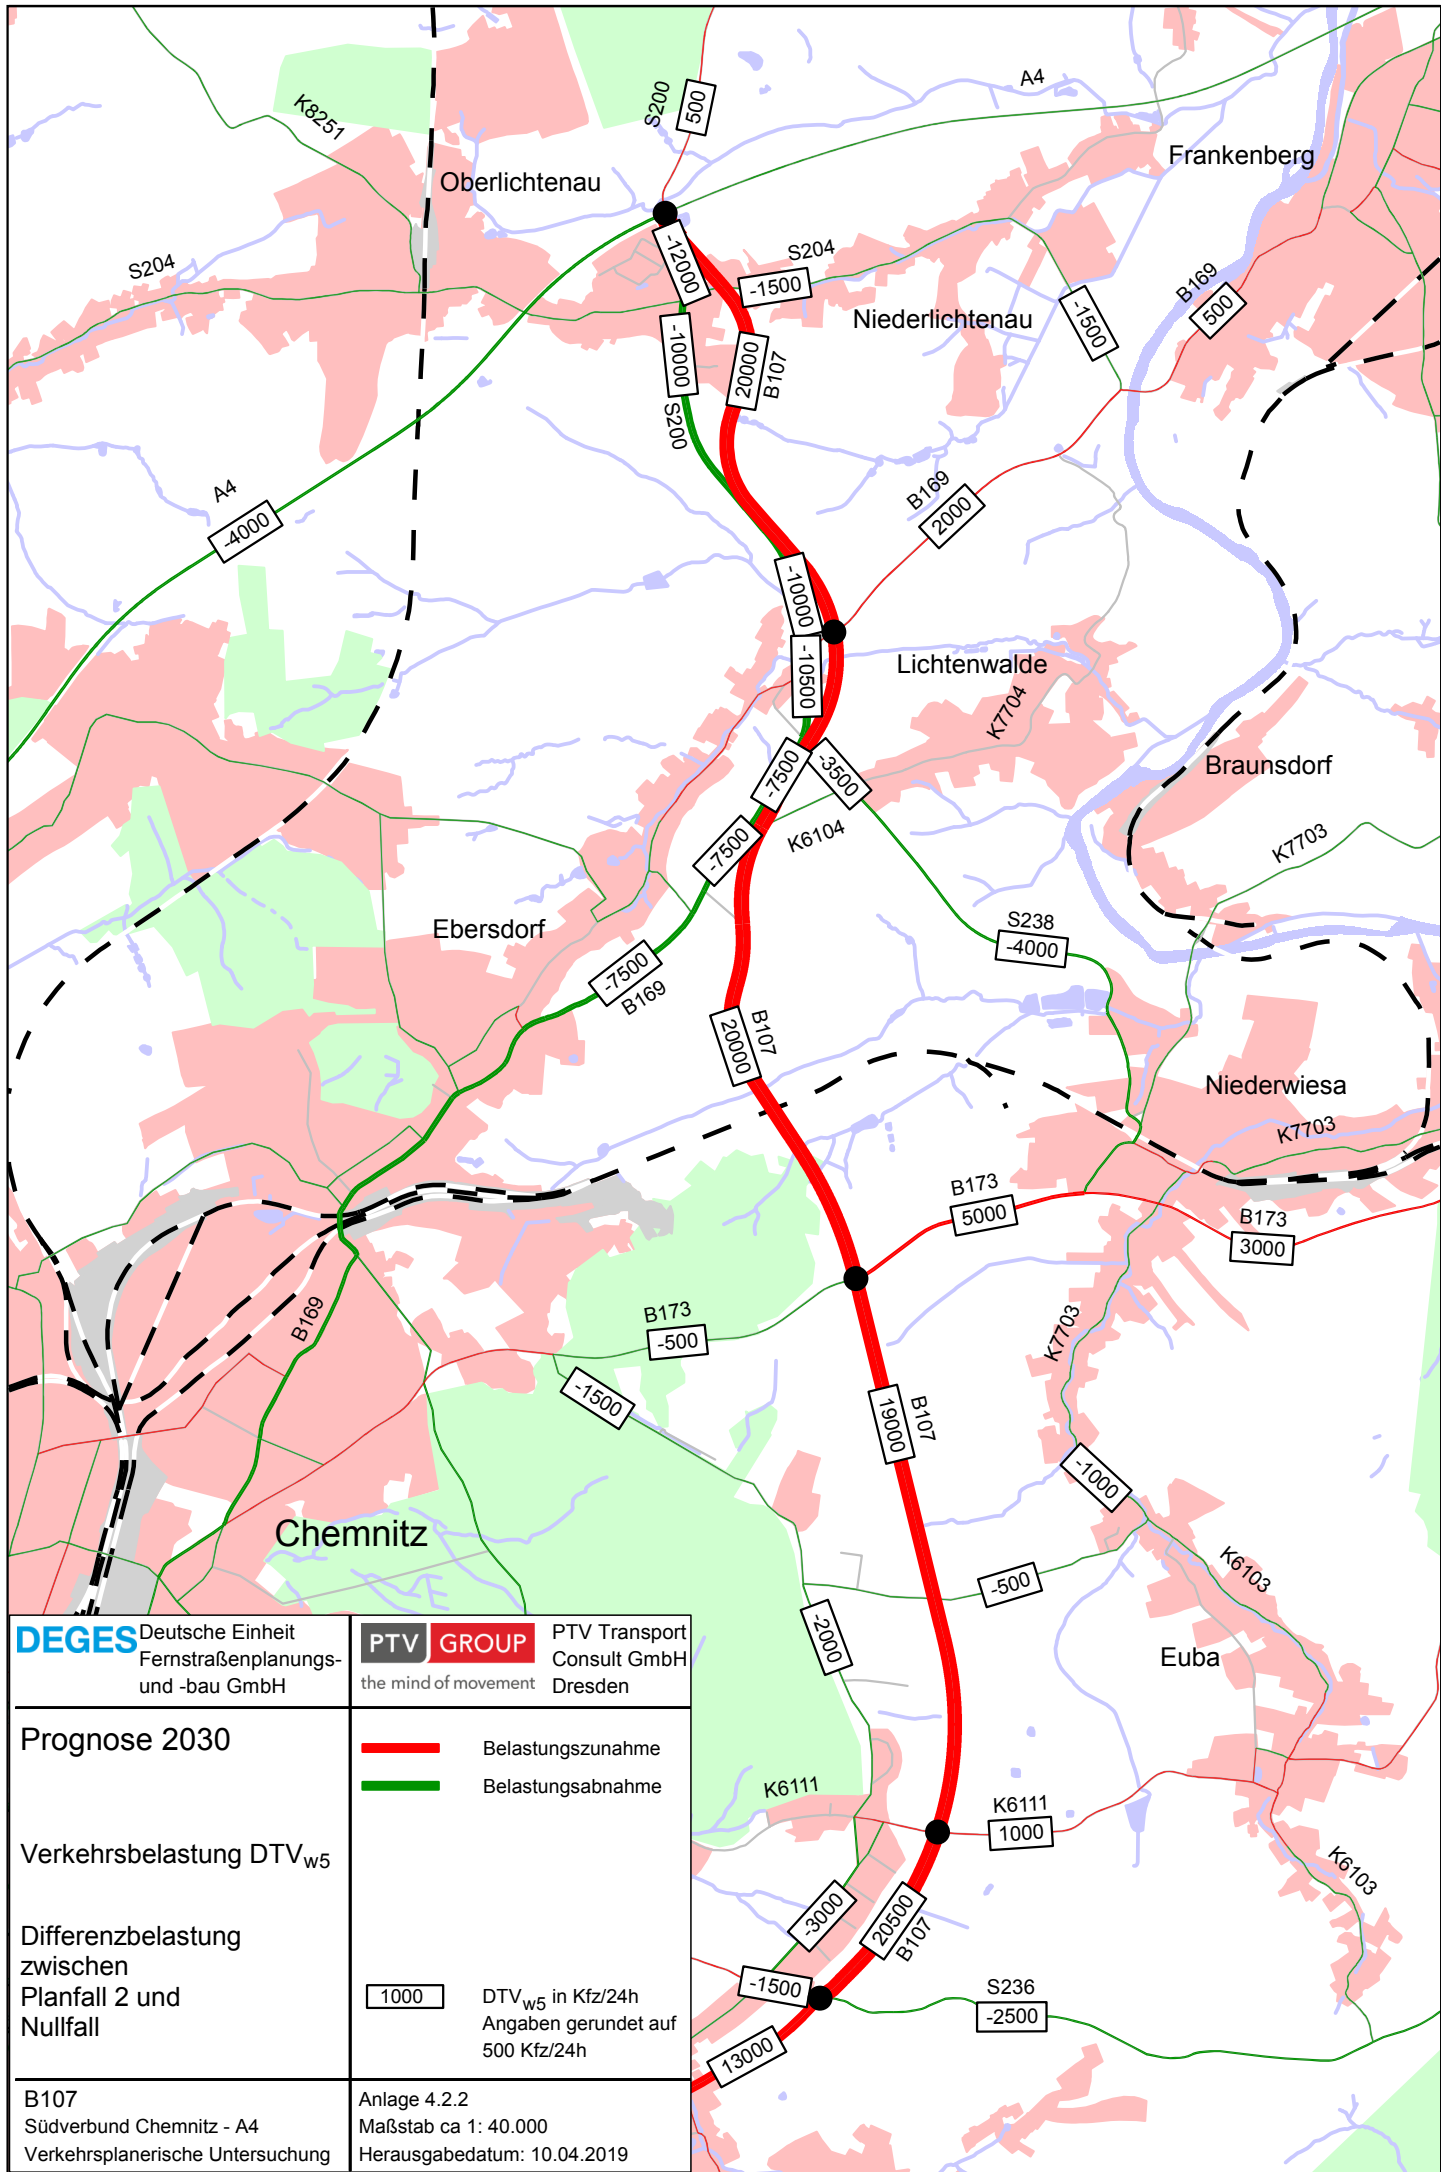 K8251
S200
500
A4
Frankenberg
Oberlichtenau
S204
-12000
S204
-1500
B169
500
Niederlichtenau
-1500
-10000
20000
B107
S200
A4
-4000
B169
2000
-10000
-10500
Lichtenwalde
K7704
-7500
-3500
Braunsdorf
-7500
K6104
K7703
Ebersdorf
S238
-4000
-7500
B169
B107
20000
Niederwiesa
K7703
B173
5000
B173
3000
B169
B173
-500
K7703
-1500
B107
19000
-1000
Chemnitz
-500
K6103
-2000
Euba
K6111
K6111
1000
K6103
-3000
20500
B107
-1500
S236
-2500
13000
DEGES
Deutsche Einheit
Fernstraßenplanungs-
und -bau GmbH
PTV GROUP
the mind of movement
PTV Transport
Consult GmbH
Dresden
Prognose 2030
Belastungszunahme
Belastungsabnahme
Verkehrsbelastung DTVw5
Differenzbelastung
zwischen
Planfall 2 und
Nullfall
1000
DTVw5 in Kfz/24h
Angaben gerundet auf
500 Kfz/24h
B107
Südverbund Chemnitz - A4
Verkehrsplanerische Untersuchung
Anlage 4.2.2
Maßstab ca 1: 40.000
Herausgabedatum: 10.04.2019